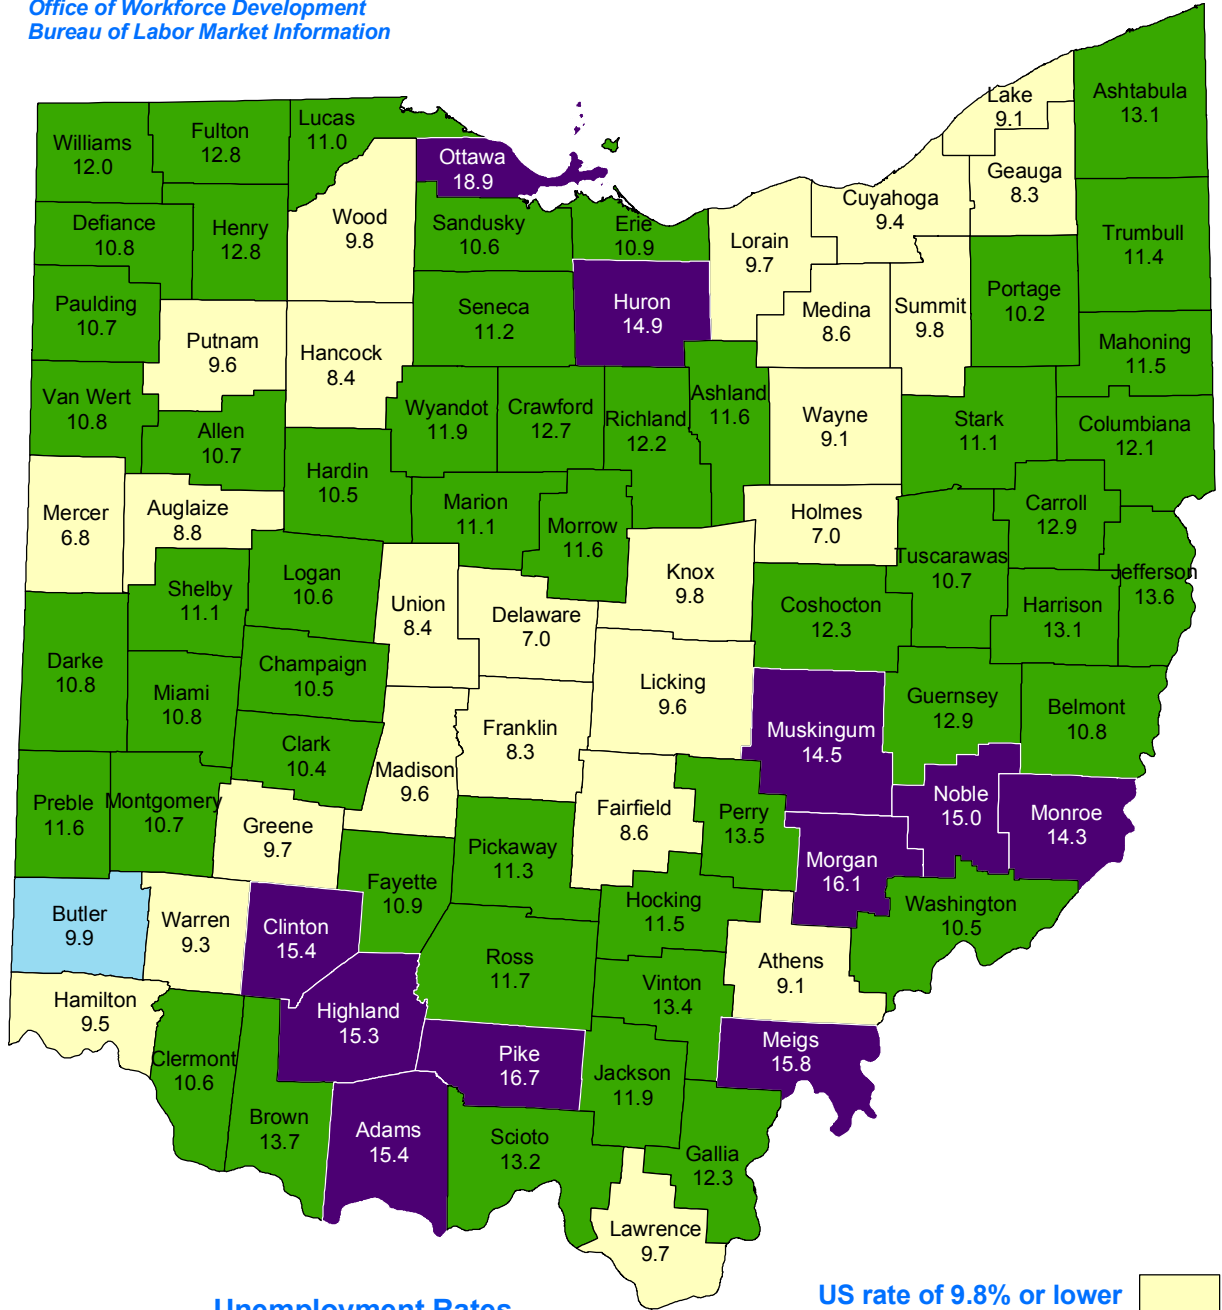 Office of Workforce Development
Bureau of Labor Market Information
Lake
9.1
Ashtabula
13.1
Williams
12.0
Fulton
12.8
Lucas
11.0
Ottawa
18.9
Geauga
8.3
Cuyahoga
9.4
Defiance
10.8
Henry
12.8
Wood
9.8
Sandusky
10.6
Erie
10.9
Lorain
9.7
Trumbull
11.4
Paulding
10.7
Putnam
9.6
Hancock
8.4
Seneca
11.2
Huron
14.9
Medina
8.6
Summit
9.8
Portage
10.2
Mahoning
11.5
Van Wert
10.8
Allen
10.7
Wyandot
11.9
Crawford
12.7
Richland
12.2
Ashland
11.6
Wayne
9.1
Stark
11.1
Columbiana
12.1
Mercer
6.8
Auglaize
8.8
Hardin
10.5
Marion
11.1
Morrow
11.6
Holmes
7.0
Carroll
12.9
Tuscarawas
10.7
Jefferson
13.6
Shelby
11.1
Logan
10.6
Union
8.4
Delaware
7.0
Knox
9.8
Coshocton
12.3
Harrison
13.1
Darke
10.8
Miami
10.8
Champaign
10.5
Licking
9.6
Guernsey
12.9
Belmont
10.8
Clark
10.4
Madison
9.6
Franklin
8.3
Muskingum
14.5
Preble
11.6
Montgomery
10.7
Greene
9.7
Fairfield
8.6
Perry
13.5
Noble
15.0
Monroe
14.3
Pickaway
11.3
Morgan
16.1
Fayette
10.9
Hocking
11.5
Washington
10.5
Butler
9.9
Warren
9.3
Clinton
15.4
Ross
11.7
Vinton
13.4
Athens
9.1
Hamilton
9.5
Highland
15.3
Pike
16.7
Meigs
15.8
Clermont
10.6
Jackson
11.9
Brown
13.7
Adams
15.4
Scioto
13.2
Gallia
12.3
Lawrence
9.7
Unemployment Rates
US rate of 9.8% or lower